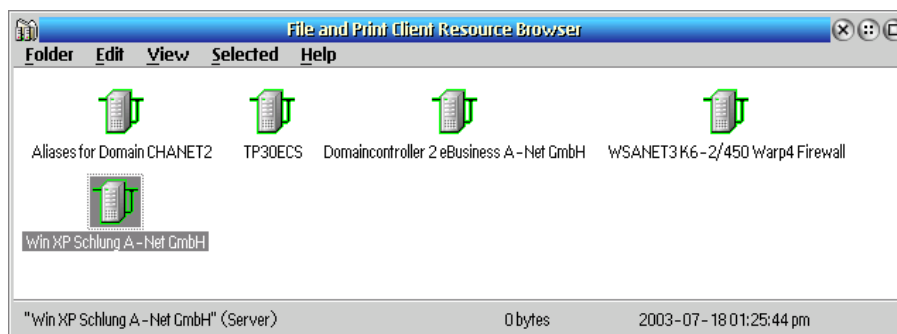 File and Print Client Resource Browser
Folder Edit View Selected Help
Aliases for Domain CHANET2 TP30ECS Domaincontroller 2 eBusiness A-Net GmbH WSANET3 K6-2/450 Warp4 Firewall
Win XP Schlung A-Net GmbH
"Win XP Schlung A-Net GmbH" (Server) 0 bytes 2003-07-18 01:25:44 pm